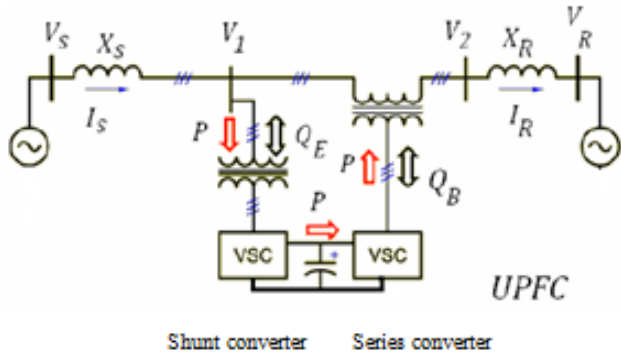 V_S X_S V_1 V_2 X_R V_R
I_S P Q_E P Q_B I_R
P
VSC VSC
+
UPFC
Shunt converter Series converter